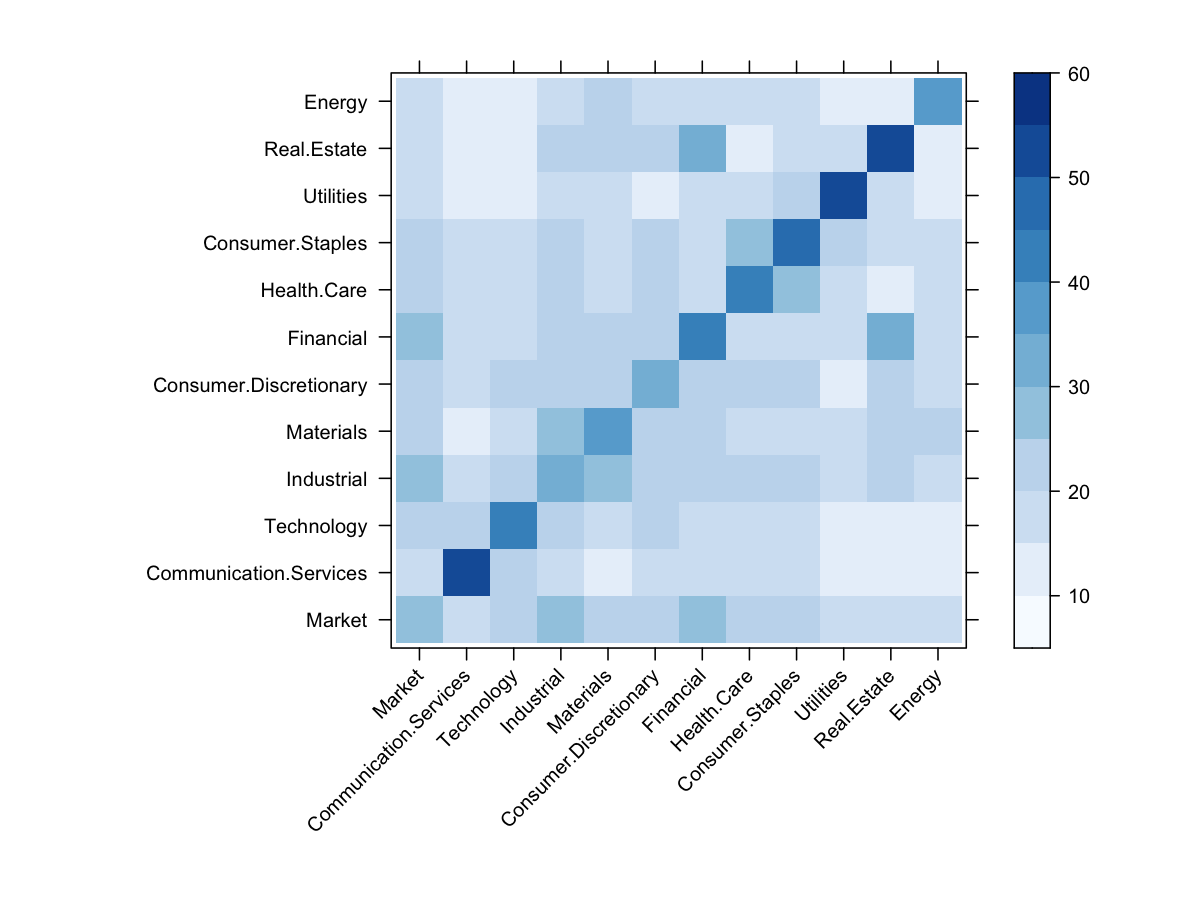 Energy
Real.Estate
Utilities
Consumer.Staples
Health.Care
Financial
Consumer.Discretionary
Materials
Industrial
Technology
Communication.Services
Market
Market
Communication.Services
Technology
Industrial
Materials
Consumer.Discretionary
Financial
Health.Care
Consumer.Staples
Utilities
Real.Estate
Energy
60
50
40
30
20
10